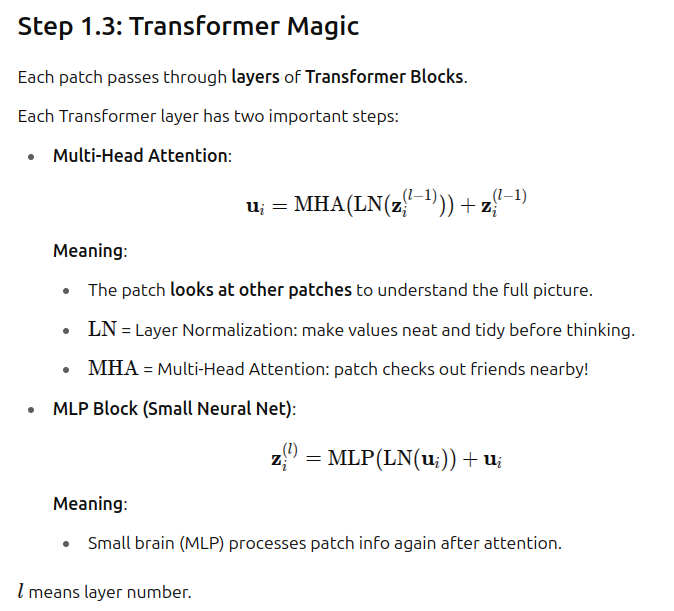 Step 1.3: Transformer Magic
Each patch passes through layers of Transformer Blocks.
Each Transformer layer has two important steps:
• Multi-Head Attention:
u_i = MHA(LN(z_i^{(l−1)})) + z_i^{(l−1)}
Meaning:
• The patch looks at other patches to understand the full picture.
• LN = Layer Normalization: make values neat and tidy before thinking.
• MHA = Multi-Head Attention: patch checks out friends nearby!
• MLP Block (Small Neural Net):
z_i^{(l)} = MLP(LN(u_i)) + u_i
Meaning:
• Small brain (MLP) processes patch info again after attention.
l means layer number.